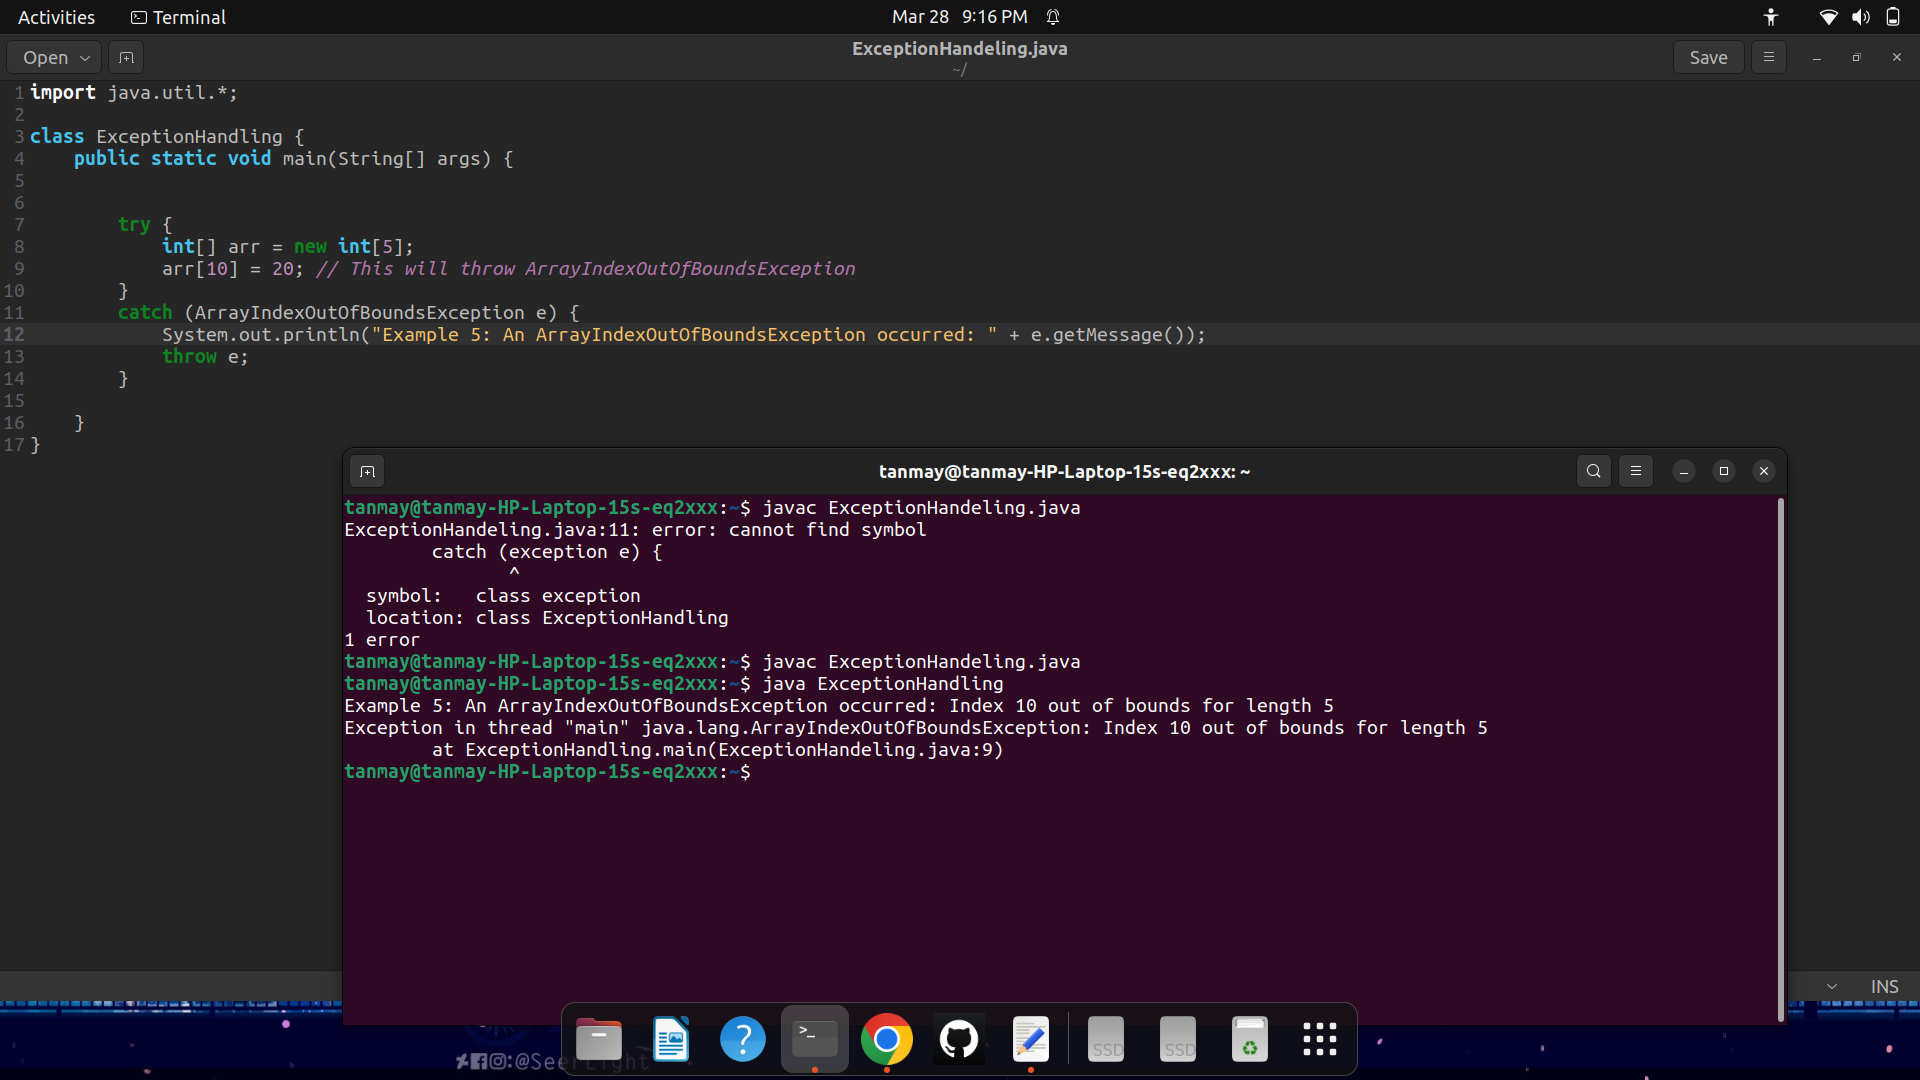 Activities
Terminal
Mar 28 9:16 PM
Open
ExceptionHandeling.java
~/
Save
1 import java.util.*;
2
3 class ExceptionHandling {
4     public static void main(String[] args) {
5
6
7         try {
8             int[] arr = new int[5];
9             arr[10] = 20; // This will throw ArrayIndexOutOfBoundsException
10         }
11         catch (ArrayIndexOutOfBoundsException e) {
12             System.out.println("Example 5: An ArrayIndexOutOfBoundsException occurred: " + e.getMessage());
13             throw e;
14         }
15
16     }
17 }
tanmay@tanmay-HP-Laptop-15s-eq2xxx: ~
tanmay@tanmay-HP-Laptop-15s-eq2xxx:~$ javac ExceptionHandeling.java
ExceptionHandeling.java:11: error: cannot find symbol
        catch (exception e) {
               ^
  symbol:   class exception
  location: class ExceptionHandling
1 error
tanmay@tanmay-HP-Laptop-15s-eq2xxx:~$ javac ExceptionHandeling.java
tanmay@tanmay-HP-Laptop-15s-eq2xxx:~$ java ExceptionHandling
Example 5: An ArrayIndexOutOfBoundsException occurred: Index 10 out of bounds for length 5
Exception in thread "main" java.lang.ArrayIndexOutOfBoundsException: Index 10 out of bounds for length 5
        at ExceptionHandling.main(ExceptionHandeling.java:9)
tanmay@tanmay-HP-Laptop-15s-eq2xxx:~$
INS
SSD
SSD